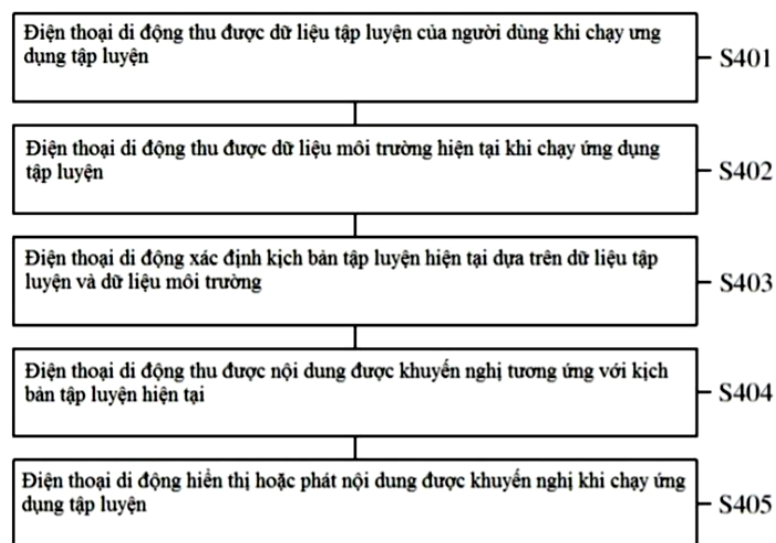 Điện thoại di động thu được dữ liệu tập luyện của người dùng khi chạy ưng
dụng tập luyện
S401
Điện thoại di động thu được dữ liệu môi trường hiện tại khi chạy ứng dụng
tập luyện
S402
Điện thoại di động xác định kịch bản tập luyện hiện tại dựa trên dữ liệu tập
luyện và dữ liệu môi trường
S403
Điện thoại di động thu được nội dung được khuyến nghị tương ứng với kịch
bản tập luyện hiện tại
S404
Điện thoại di động hiển thị hoặc phát nội dung được khuyến nghị khi chạy ứng
dụng tập luyện
S405